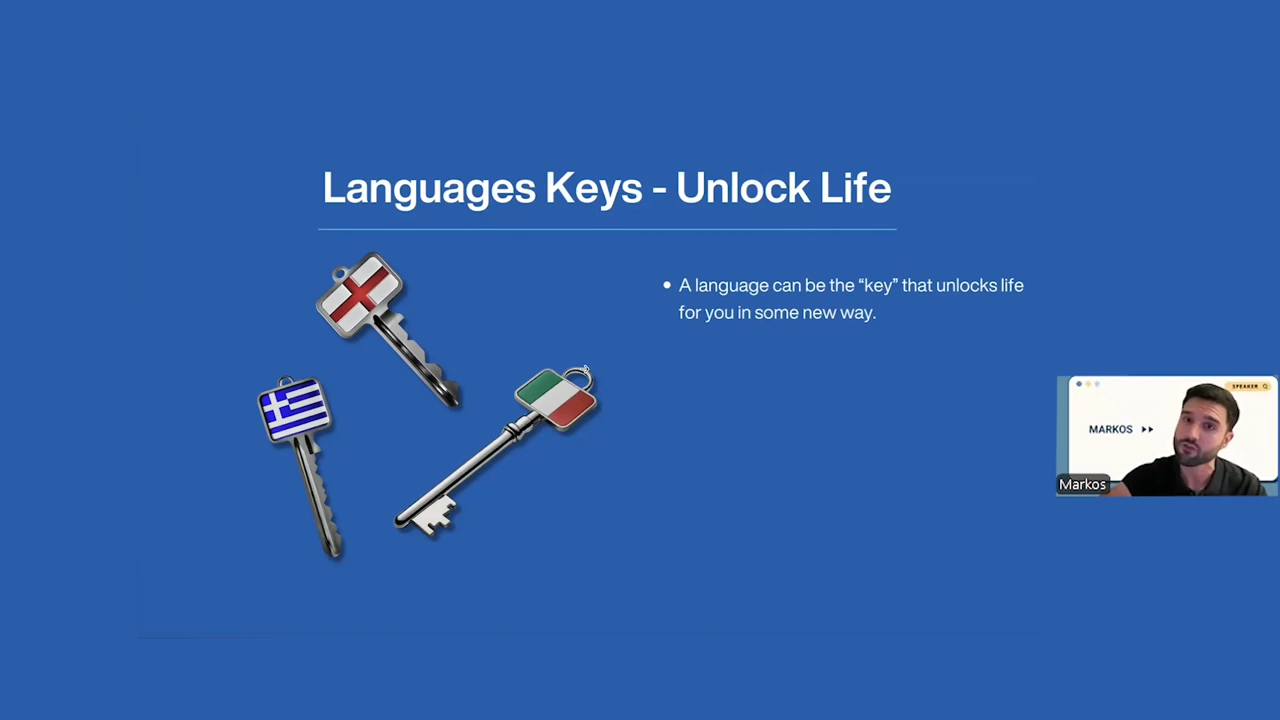 Languages Keys - Unlock Life
• A language can be the “key” that unlocks life
for you in some new way.
SPEAKER
MARKOS
Markos